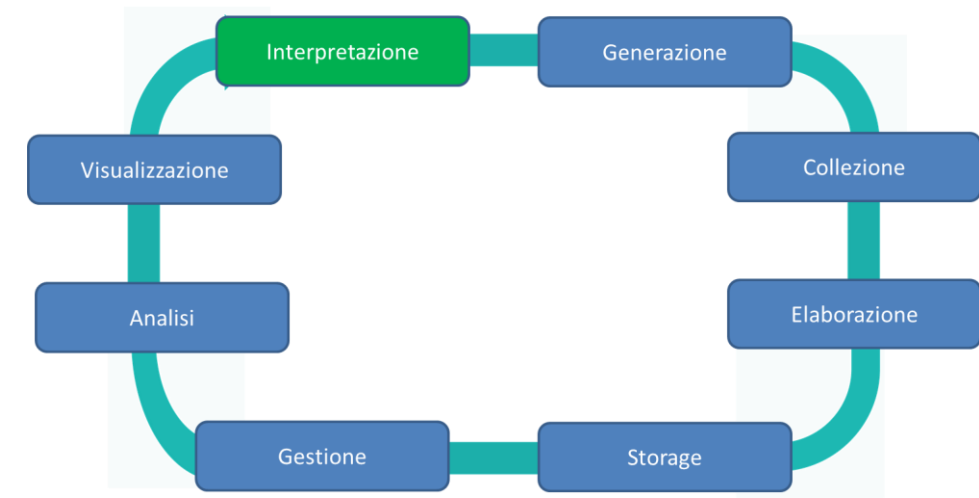 Interpretazione
Generazione
Visualizzazione
Collezione
Analisi
Elaborazione
Gestione
Storage